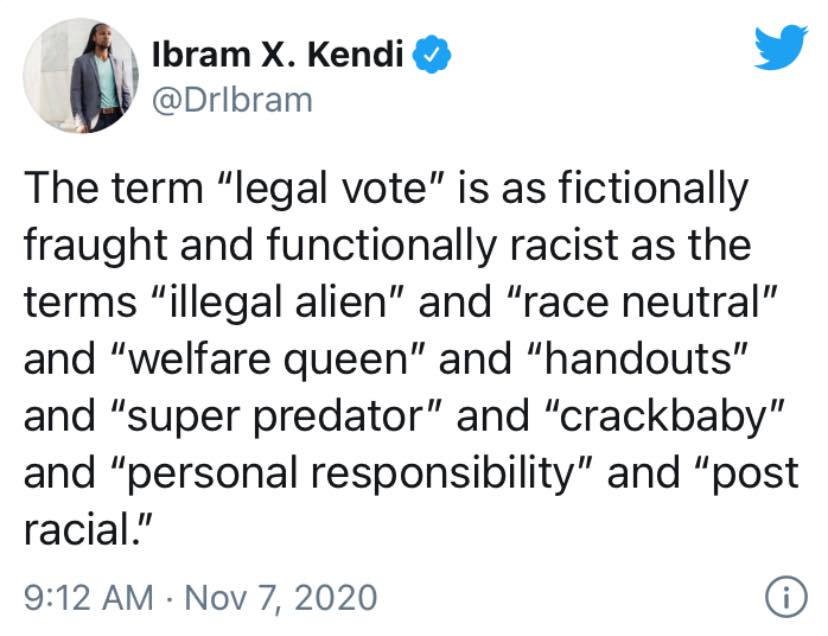 Ibram X. Kendi
@DrIbram
The term “legal vote” is as fictionally
fraught and functionally racist as the
terms “illegal alien” and “race neutral”
and “welfare queen” and “handouts”
and “super predator” and “crackbaby”
and “personal responsibility” and “post
racial.”
9:12 AM · Nov 7, 2020